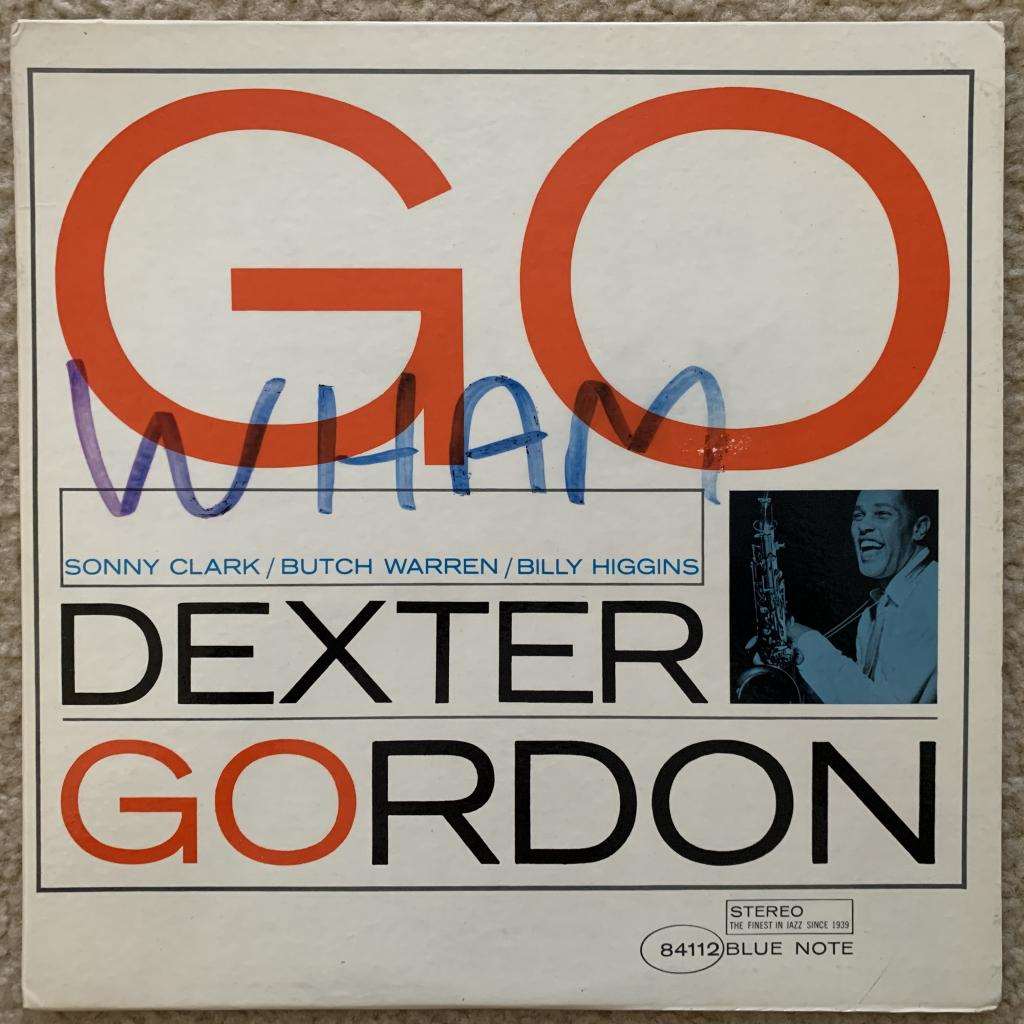 GO
WHAM
SONNY CLARK/BUTCH WARREN/BILLY HIGGINS
DEXTER
GORDON
STEREO
THE FINEST IN JAZZ SINCE 1939
84112 BLUE NOTE